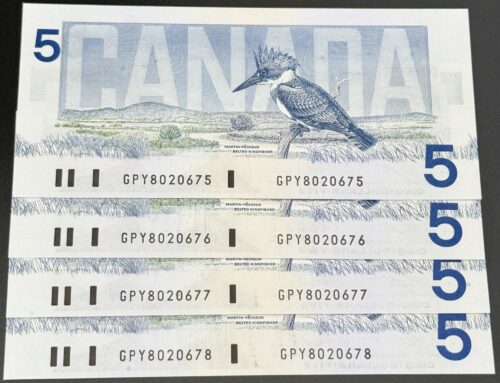 5 CANADA
MARTIN-PÊCHEUR
BELTED KINGFISHER
GPY8020675 GPY8020675 5
MARTIN-PÊCHEUR
BELTED KINGFISHER
GPY8020676 GPY8020676 5
MARTIN-PÊCHEUR
BELTED KINGFISHER
GPY8020677 GPY8020677 5
MARTIN-PÊCHEUR
BELTED KINGFISHER
GPY8020678 GPY8020678 5